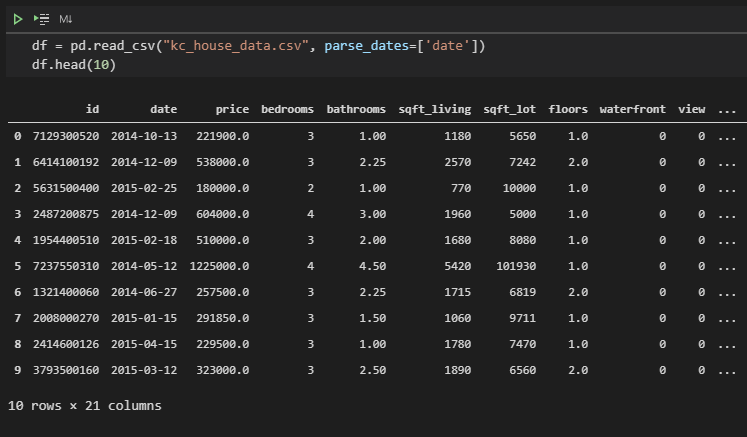 M↓
df = pd.read_csv("kc_house_data.csv", parse_dates=['date'])
df.head(10)
id date price bedrooms bathrooms sqft_living sqft_lot floors waterfront view ...
0 7129300520 2014-10-13 221900.0 3 1.00 1180 5650 1.0 0 0 ...
1 6414100192 2014-12-09 538000.0 3 2.25 2570 7242 2.0 0 0 ...
2 5631500400 2015-02-25 180000.0 2 1.00 770 10000 1.0 0 0 ...
3 2487200875 2014-12-09 604000.0 4 3.00 1960 5000 1.0 0 0 ...
4 1954400510 2015-02-18 510000.0 3 2.00 1680 8080 1.0 0 0 ...
5 7237550310 2014-05-12 1225000.0 4 4.50 5420 101930 1.0 0 0 ...
6 1321400060 2014-06-27 257500.0 3 2.25 1715 6819 2.0 0 0 ...
7 2008000270 2015-01-15 291850.0 3 1.50 1060 9711 1.0 0 0 ...
8 2414600126 2015-04-15 229500.0 3 1.00 1780 7470 1.0 0 0 ...
9 3793500160 2015-03-12 323000.0 3 2.50 1890 6560 2.0 0 0 ...
10 rows × 21 columns